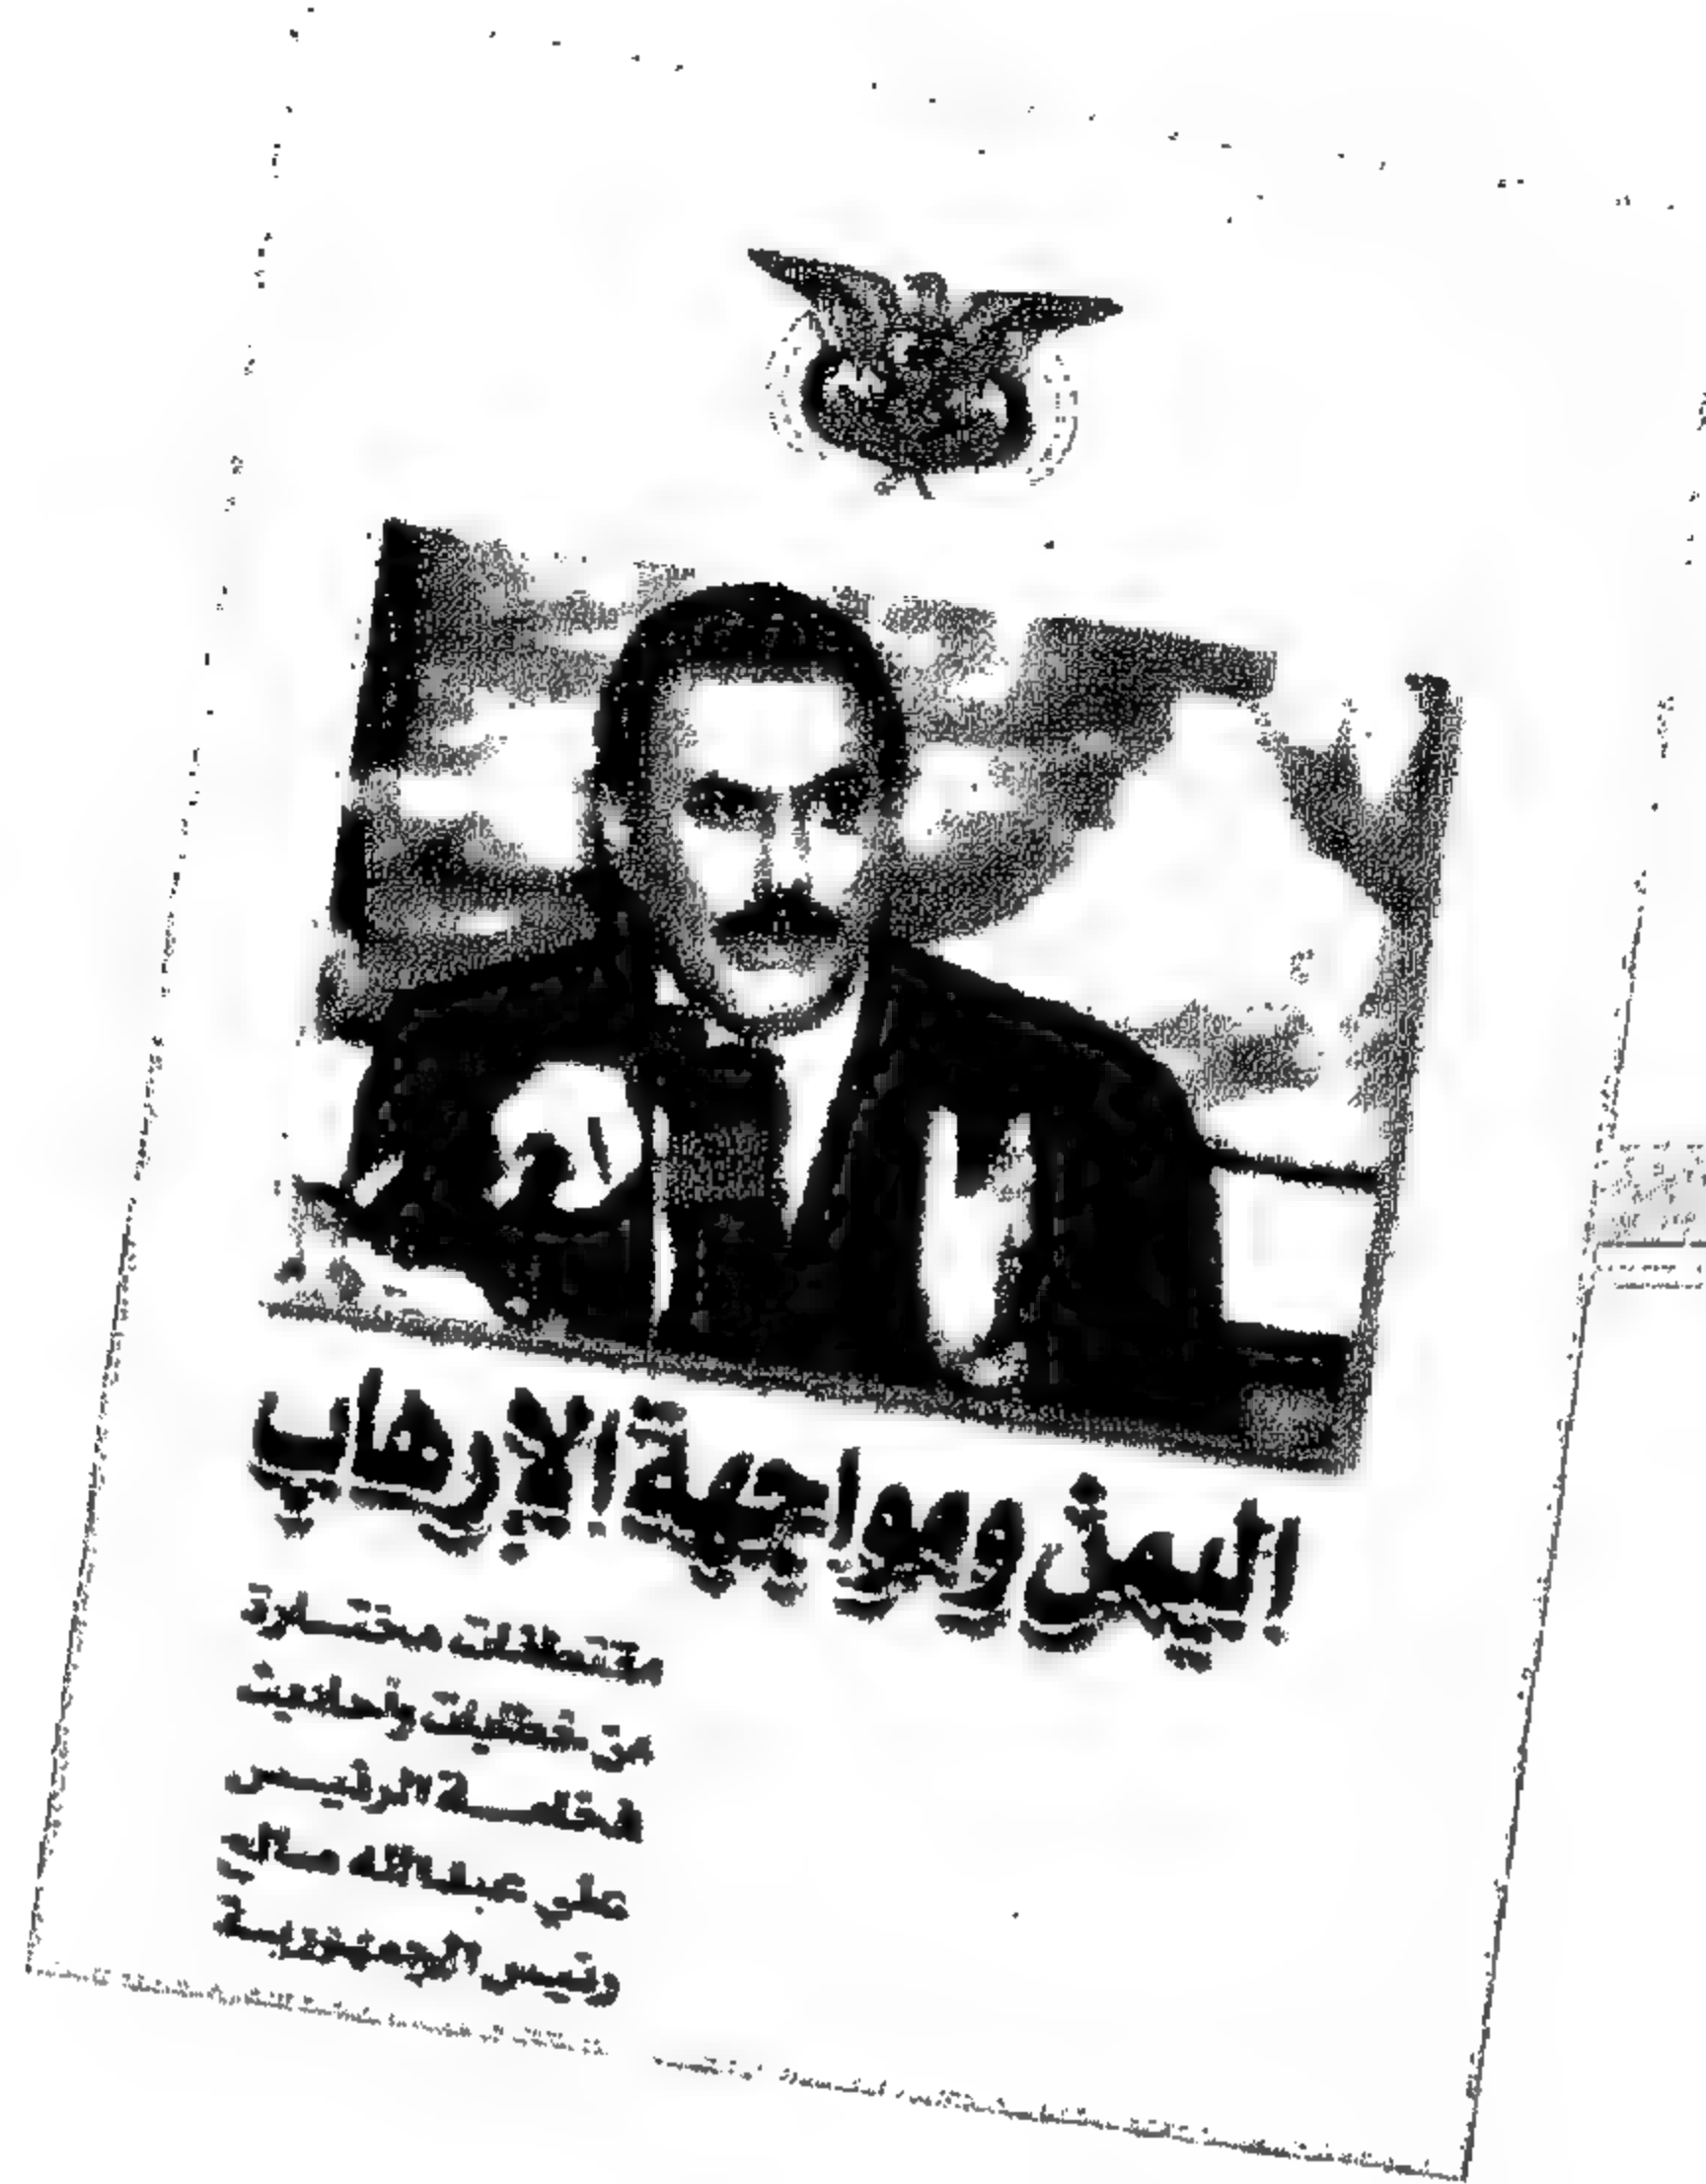 اليمن ومواجهة الإرهاب
مقتطفات مختارة
من خطابات وأحاديث
فخامة الرئيس
علي عبدالله صالح
رئيس الجمهورية